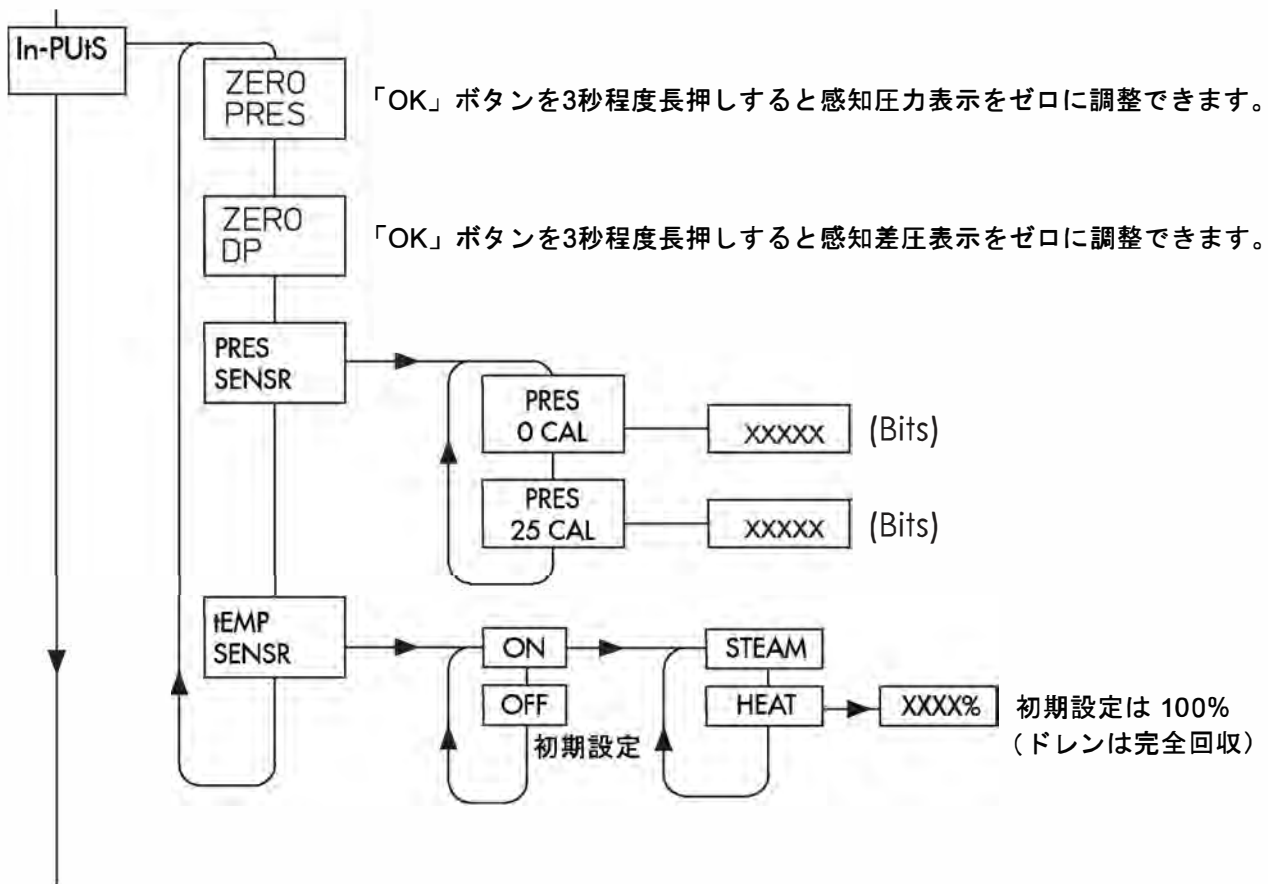 In-PUtS
ZERO
PRES
「OK」ボタンを3秒程度長押しすると感知圧力表示をゼロに調整できます。
ZERO
DP
「OK」ボタンを3秒程度長押しすると感知差圧表示をゼロに調整できます。
PRES
SENSR
PRES
0 CAL
XXXXX
(Bits)
PRES
25 CAL
XXXXX
(Bits)
tEMP
SENSR
ON
OFF
初期設定
STEAM
HEAT
XXXX%
初期設定は 100%
（ドレンは完全回収）